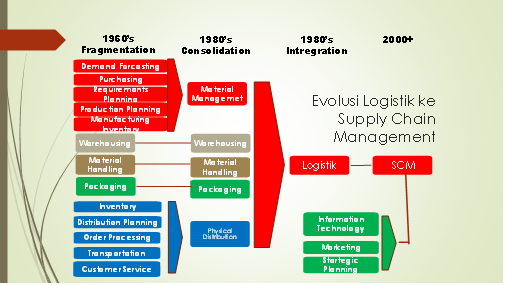 1960's
Fragmentation
1980's
Consolidation
1980's
Intregration
2000+
Demand Forcasting
Purchasing
Requirments
Planning
Production Planning
Manufacturing
Inventory
Warehousing
Material
Handling
Packaging
Inventory
Distribution Planning
Order Processing
Transportation
Customer Service
Material
Managemet
Warehousing
Material
Handling
Packaging
Physical
Distribution
Evolusi Logistik ke
Supply Chain
Management
Logistik
SCM
Information
Technology
Marketing
Startegic
Planning